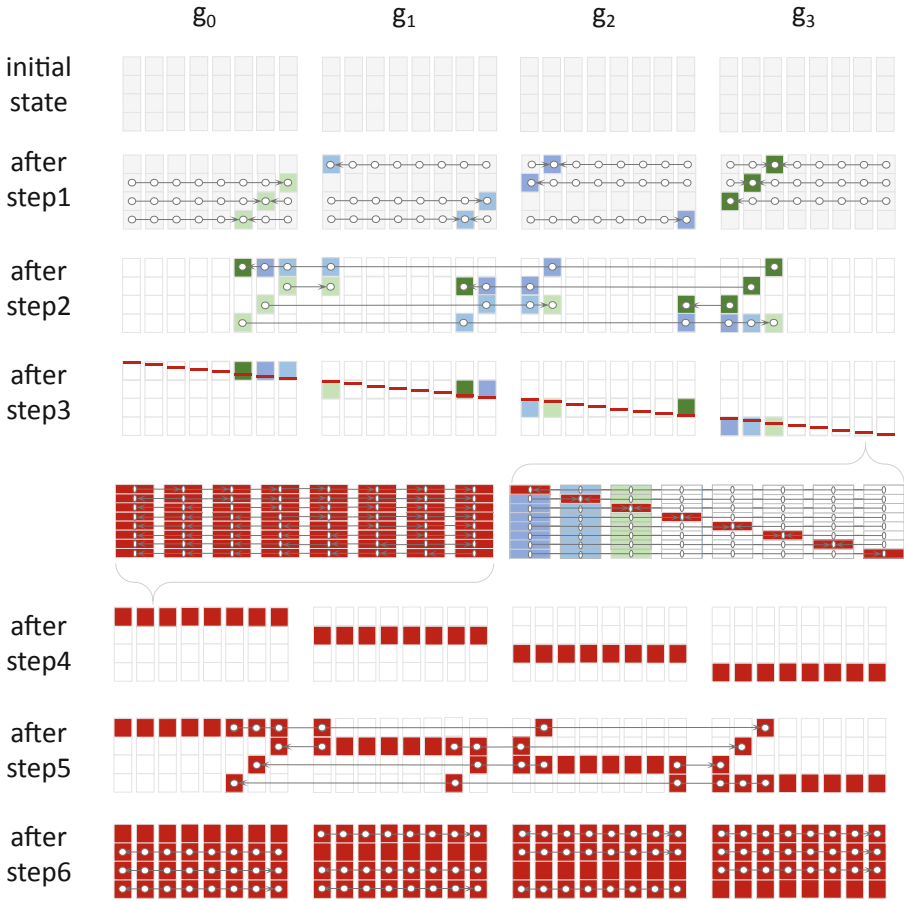 g0 g1 g2 g3
initial
state
after
step1
after
step2
after
step3
after
step4
after
step5
after
step6